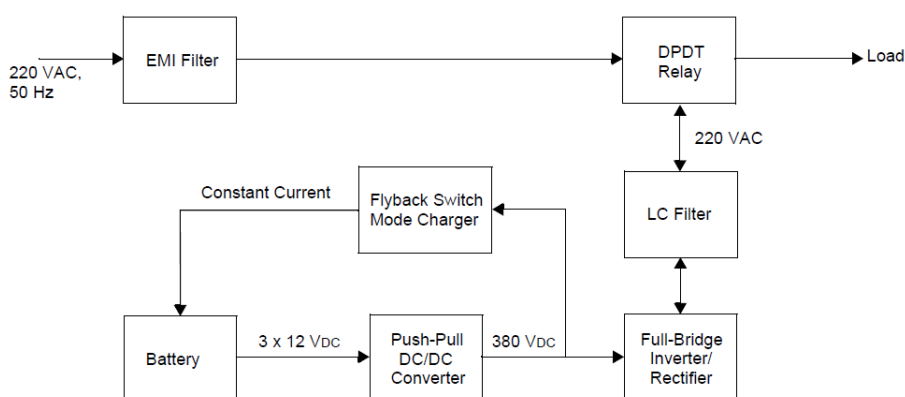 EMI Filter
DPDT
Relay
Load
220 VAC,
50 Hz
220 VAC
Constant Current
Flyback Switch
Mode Charger
LC Filter
Battery
3 x 12 VDC
Push-Pull
DC/DC
Converter
380 VDC
Full-Bridge
Inverter/
Rectifier